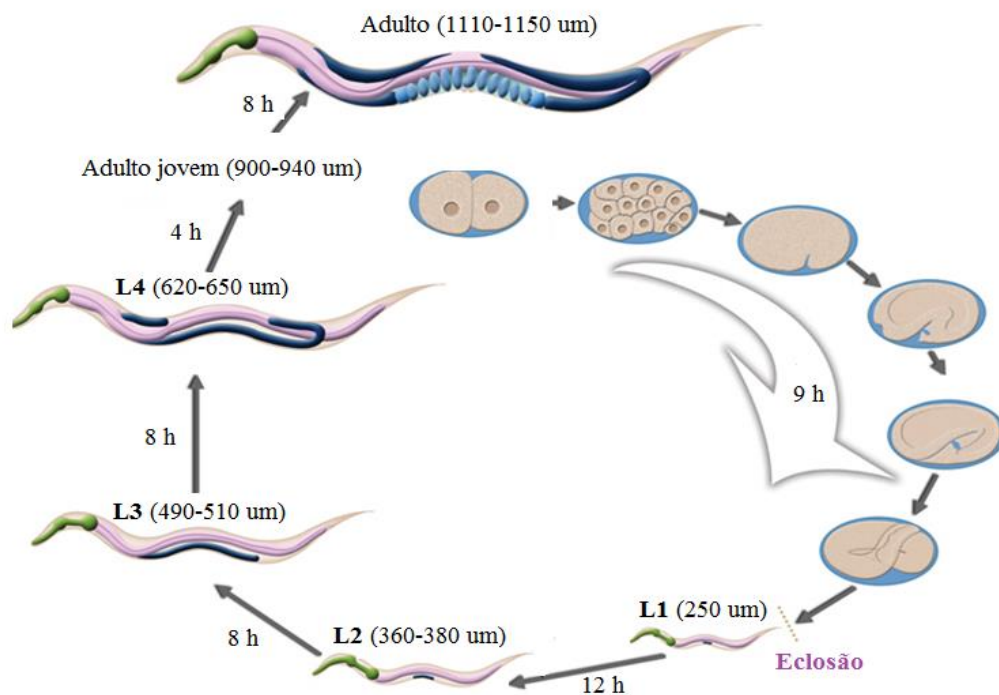 Adulto (1110-1150 um)
8 h
Adulto jovem (900-940 um)
4 h
L4 (620-650 um)
9 h
8 h
L3 (490-510 um)
L1 (250 um)
8 h
L2 (360-380 um)
Eclosão
12 h